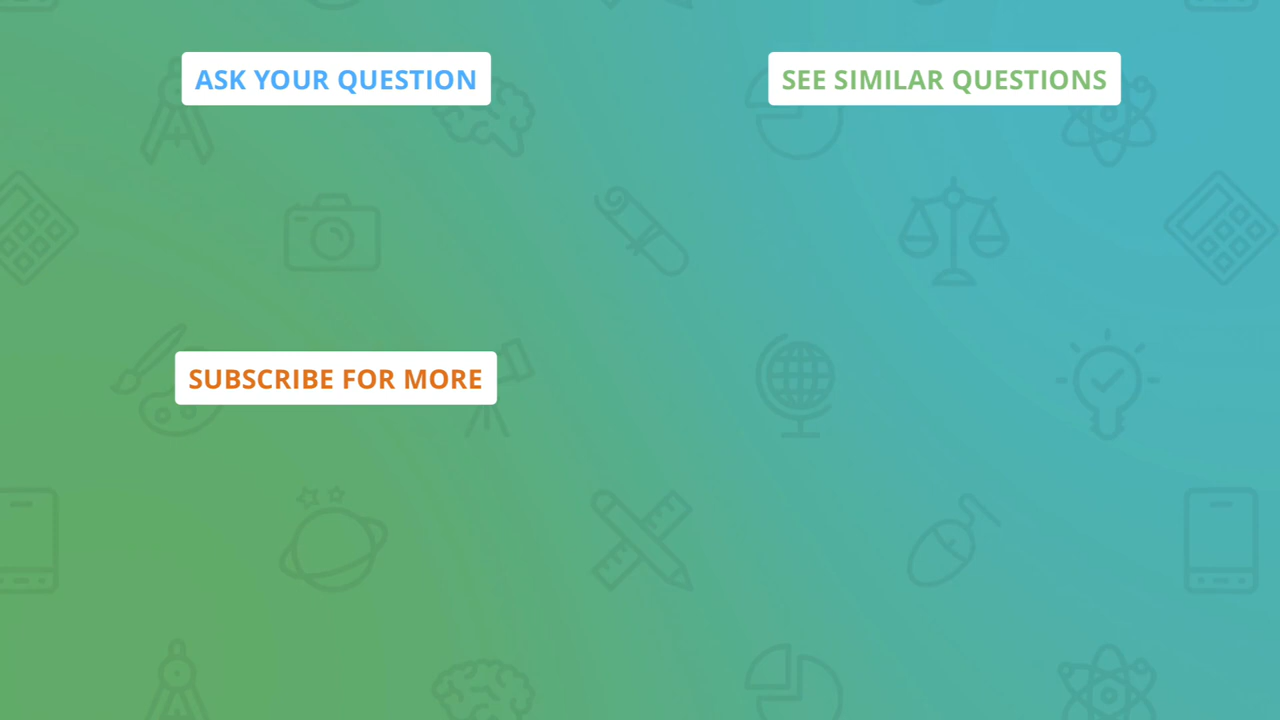 ASK YOUR QUESTION
SEE SIMILAR QUESTIONS
SUBSCRIBE FOR MORE